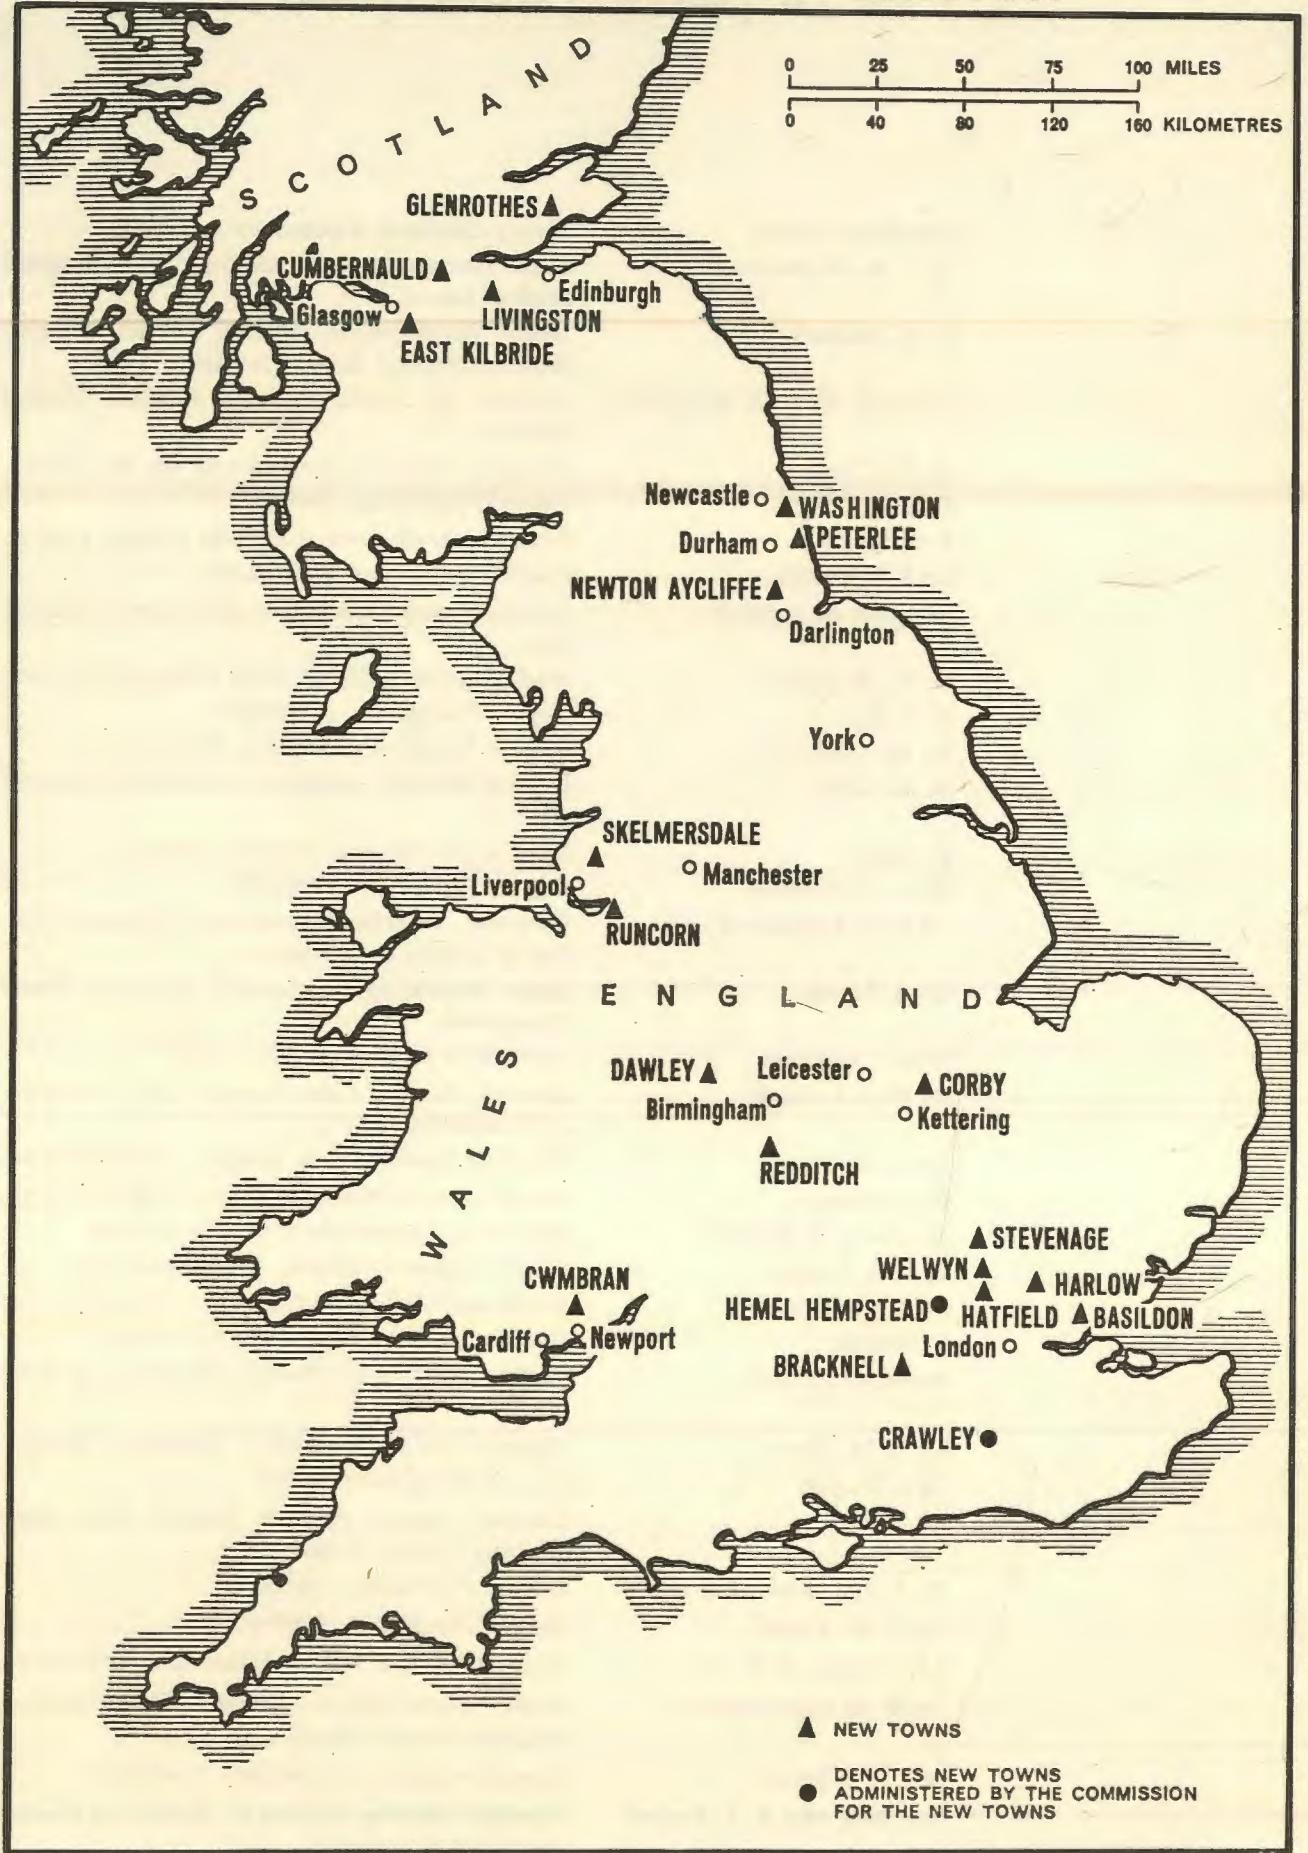 0 25 50 75 100 MILES
0 40 80 120 160 KILOMETRES
SCOTLAND
GLENROTHES
CUMBERNAULD
Edinburgh
Glasgow
LIVINGSTON
EAST KILBRIDE
Newcastle
WASHINGTON
Durham
PETERLEE
NEWTON AYCLIFFE
Darlington
York
SKELMERSDALE
Manchester
Liverpool
RUNCORN
ENGLAND
WALES
DAWLEY
Leicester
CORBY
Birmingham
Kettering
REDDITCH
STEVENAGE
WELWYN
HARLOW
CWMBRAN
HEMEL HEMPSTEAD
HATFIELD
BASILDON
Cardiff
Newport
London
BRACKNELL
CRAWLEY
NEW TOWNS
DENOTES NEW TOWNS
ADMINISTERED BY THE COMMISSION
FOR THE NEW TOWNS